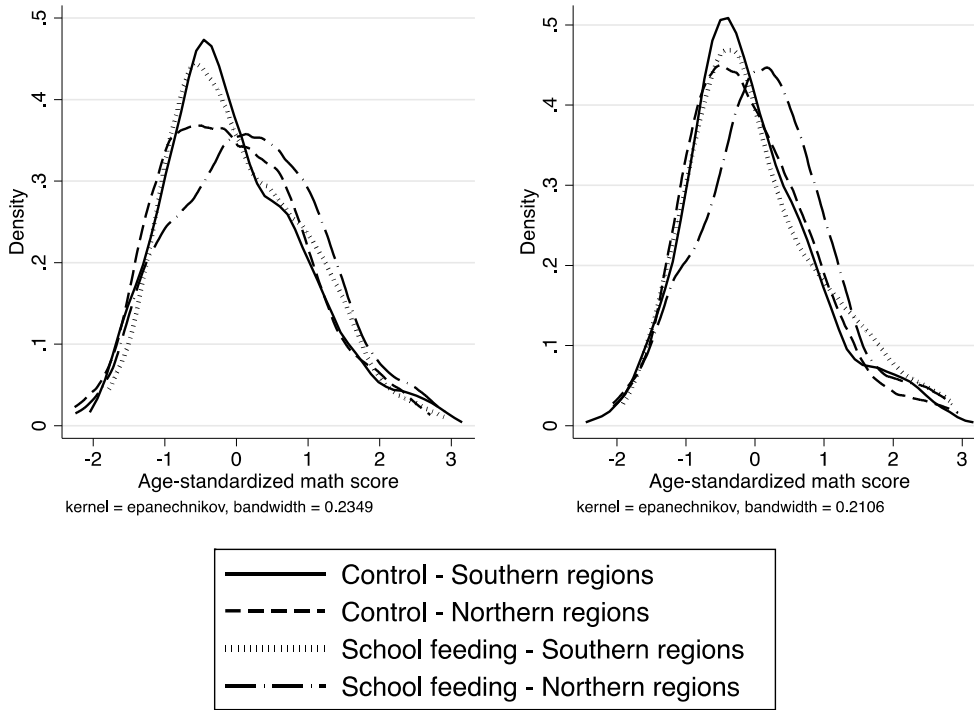 .5
.4
.3
.2
.1
0
Density
-2 -1 0 1 2 3
Age-standardized math score
kernel = epanechnikov, bandwidth = 0.2349
.5
.4
.3
.2
.1
0
Density
-2 -1 0 1 2 3
Age-standardized math score
kernel = epanechnikov, bandwidth = 0.2106
Control - Southern regions
Control - Northern regions
School feeding - Southern regions
School feeding - Northern regions